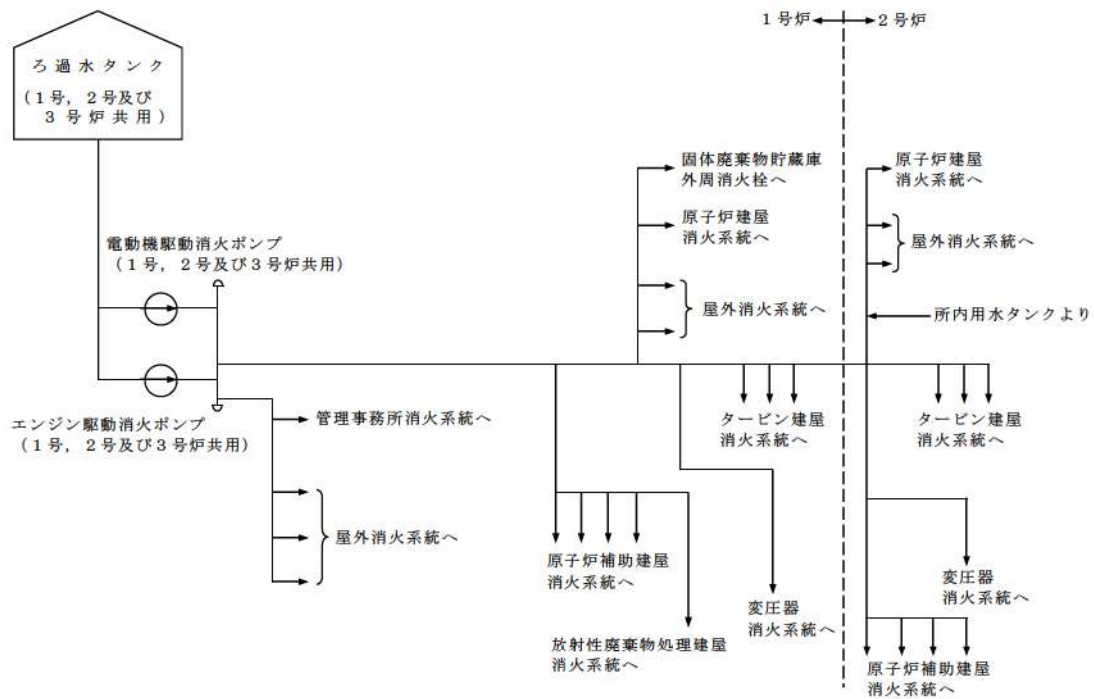 1号炉
2号炉
ろ過水タンク
(1号,2号及び
3号炉共用)
固体廃棄物貯蔵庫
外周消火栓へ
原子炉建屋
消火系統へ
原子炉建屋
消火系統へ
屋外消火系統へ
電動機駆動消火ポンプ
(1号,2号及び3号炉共用)
屋外消火系統へ
所内用水タンクより
エンジン駆動消火ポンプ
(1号,2号及び3号炉共用)
管理事務所消火系統へ
タービン建屋
消火系統へ
タービン建屋
消火系統へ
屋外消火系統へ
原子炉補助建屋
消火系統へ
変圧器
消火系統へ
変圧器
消火系統へ
放射性廃棄物処理建屋
消火系統へ
原子炉補助建屋
消火系統へ